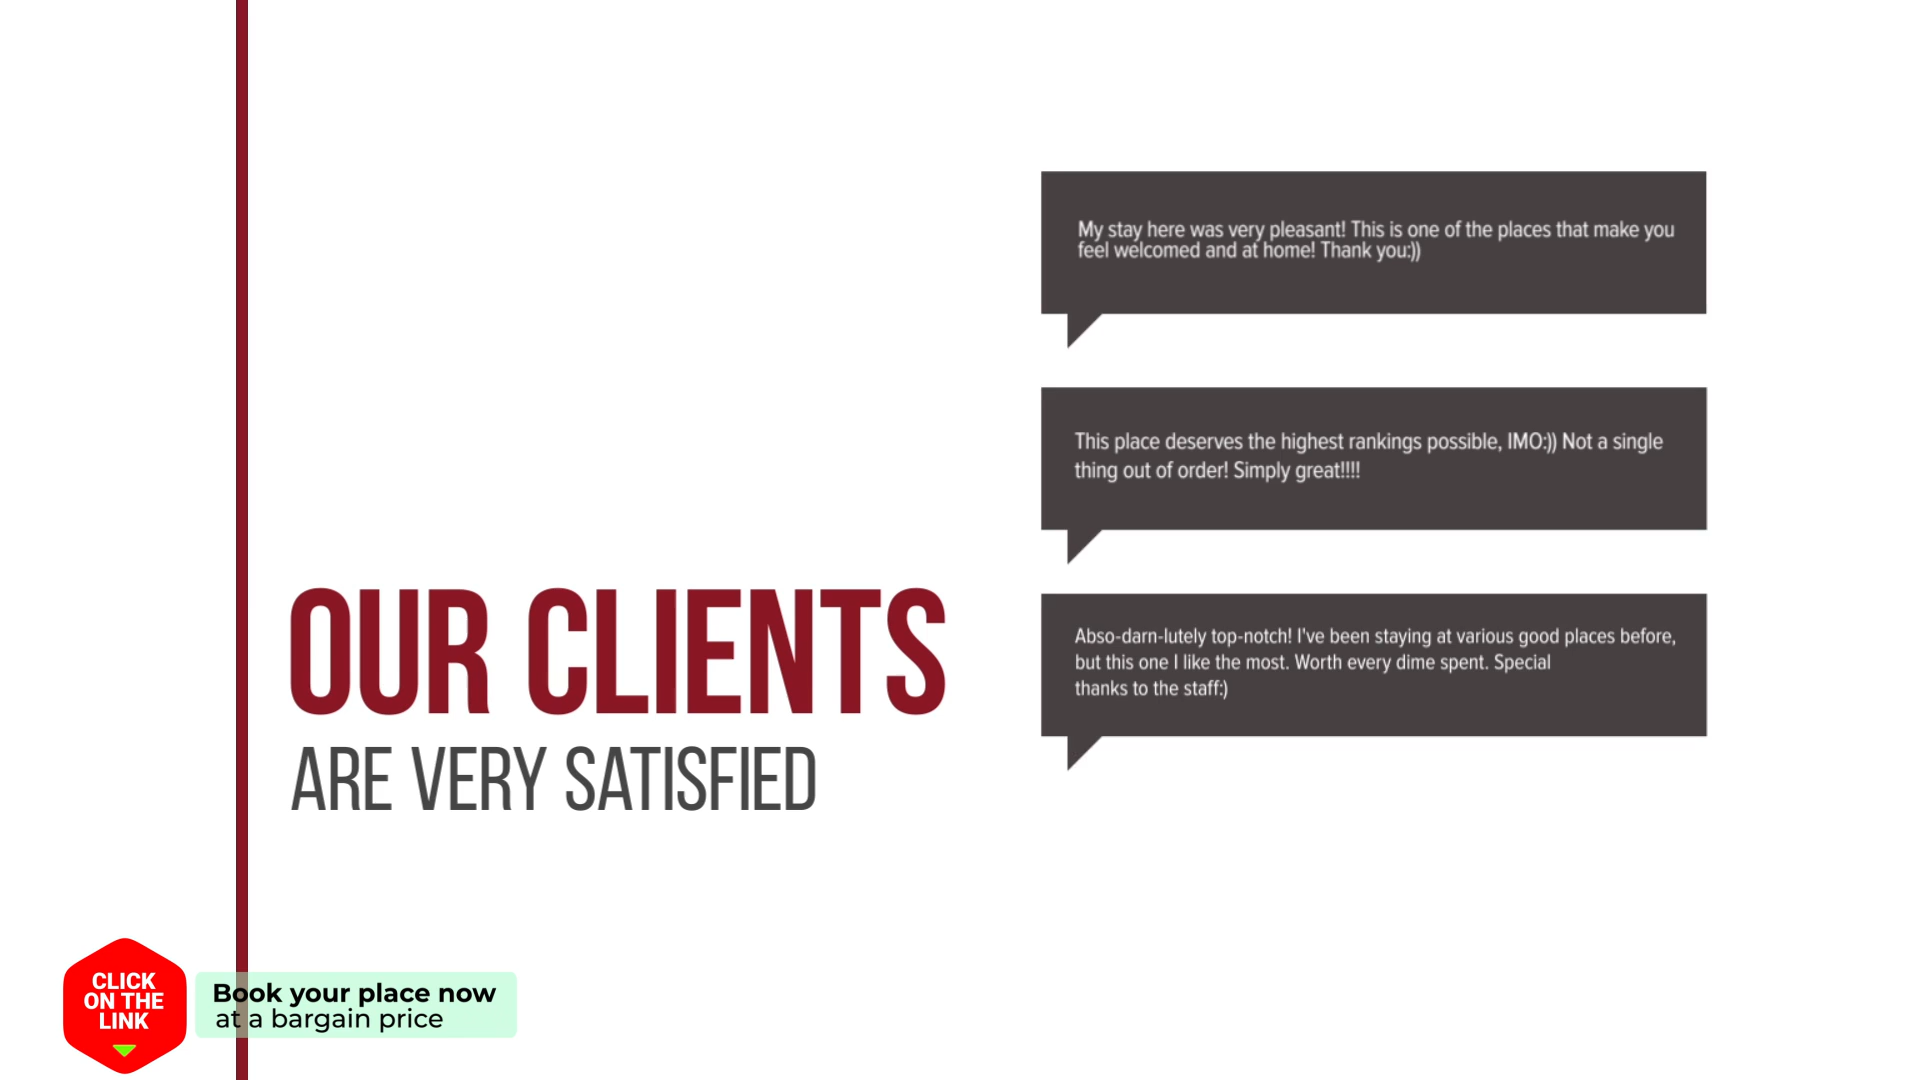 My stay here was very pleasant! This is one of the places that make you
feel welcomed and at home! Thank you:))
This place deserves the highest rankings possible, IMO:)) Not a single
thing out of order! Simply great!!!!
OUR CLIENTS
ARE VERY SATISFIED
Abso-darn-lutely top-notch! I've been staying at various good places before,
but this one I like the most. Worth every dime spent. Special
thanks to the staff:)
CLICK
ON THE
LINK
Book your place now
at a bargain price